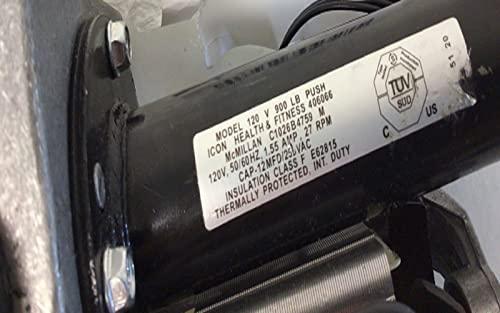 MODEL 120 V 900 LB PUSH
ICON HEALTH & FITNESS 406066
McMILLAN C1026B4759 M
120V, 50/60HZ, 1.55 AMP, 27 RPM
CAP-12MFD/250VAC
INSULATION CLASS F E62815
THERMALLY PROTECTED, INT. DUTY
TÜV
SÜD
C US
51 20